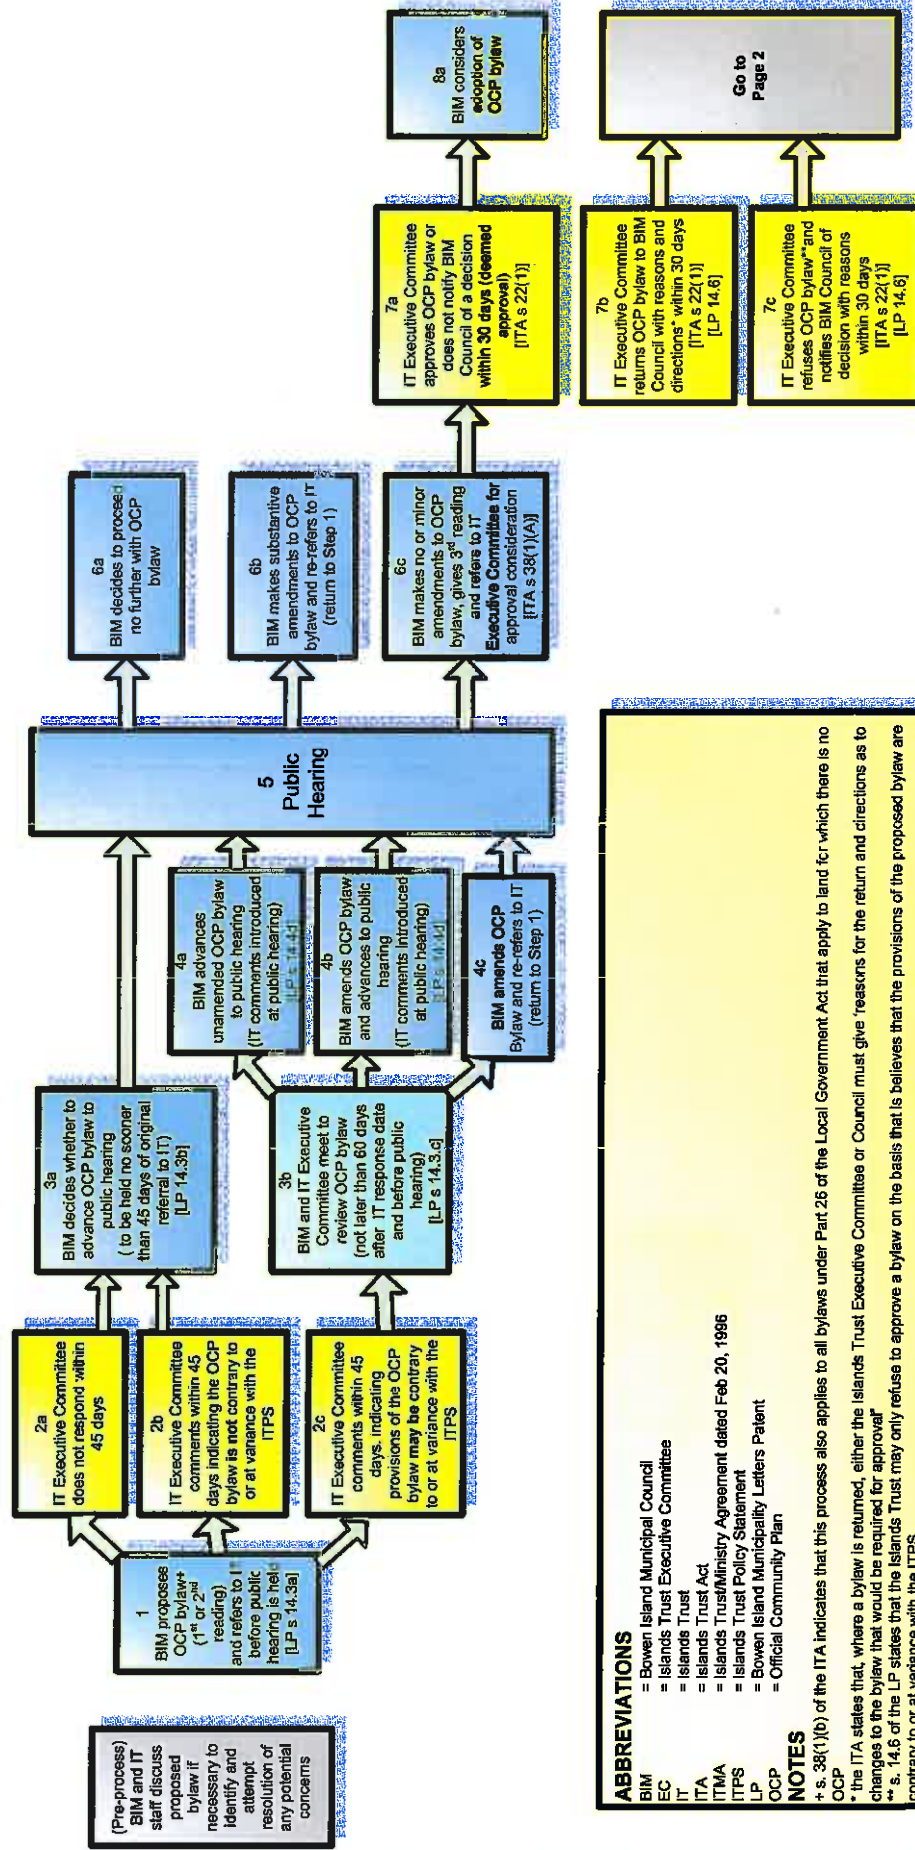 (Pre-process)
BIM and IT
staff discuss
proposed
bylaw if
necessary to
identify and
attempt
resolution of
any potential
concerns
1
BIM proposes
OCP bylaw+
(1st or 2nd
reading)
and refers to IT
before public
hearing is held
[LP s 14.3a]
2a
IT Executive Committee
does not respond within
45 days
2b
IT Executive Committee
comments within 45
days indicating the OCP
bylaw is not contrary to
or at variance with the
ITPS
2c
IT Executive Committee
comments within 45
days, indicating
provisions of the OCP
bylaw may be contrary
to or at variance with the
ITPS
3a
BIM decides whether to
advance OCP bylaw to
public hearing
( to be held no sooner
than 45 days of original
referral to IT)
[LP 14.3b]
3b
BIM and IT Executive
Committee meet to
review OCP bylaw
(not later than 60 days
after IT response date
and before public
hearing)
[LP s 14.3.c]
4a
BIM advances
unamended OCP bylaw
to public hearing
(IT comments introduced
at public hearing)
[LP s 14.4d]
4b
BIM amends OCP bylaw
and advances to public
hearing
(IT comments introduced
at public hearing)
[LP s 14.4d]
4c
BIM amends OCP
Bylaw and re-refers to IT
(return to Step 1)
5
Public
Hearing
6a
BIM decides to proceed
no further with OCP
bylaw
6b
BIM makes substantive
amendments to OCP
bylaw and re-refers to IT
(return to Step 1)
6c
BIM makes no or minor
amendments to OCP
bylaw, gives 3rd reading
and refers to IT
Executive Committee for
approval consideration
[ITA s 38(1)(A)]
7a
IT Executive Committee
approves OCP bylaw or
does not notify BIM
Council of a decision
within 30 days (deemed
approval)
[ITA s 22(1)]
7b
IT Executive Committee
returns OCP bylaw to BIM
Council with reasons and
directions* within 30 days
[ITA s 22(1)]
[LP 14.6]
7c
IT Executive Committee
refuses OCP bylaw**and
notifies BIM Council of
decision with reasons
within 30 days
[ITA s 22(1)]
[LP 14.6]
8a
BIM considers
adoption of
OCP bylaw
Go to
Page 2
ABBREVIATIONS
BIM = Bowen Island Municipal Council
EC = Islands Trust Executive Committee
IT = Islands Trust
ITA = Islands Trust Act
ITMA = Islands Trust/Ministry Agreement dated Feb 20, 1996
ITPS = Islands Trust Policy Statement
LP = Bowen Island Municipality Letters Patent
OCP = Official Community Plan
NOTES
+ s. 38(1)(b) of the ITA indicates that this process also applies to all bylaws under Part 26 of the Local Government Act that apply to land for which there is no
OCP
* the ITA states that, where a bylaw is returned, either the Islands Trust Executive Committee or Council must give 'reasons for the return and directions as to
changes to the bylaw that would be required for approval"
** s. 14.6 of the LP states that the Islands Trust may only refuse to approve a bylaw on the basis that is believes that the provisions of the proposed bylaw are
contrary to or at variance with the ITPS